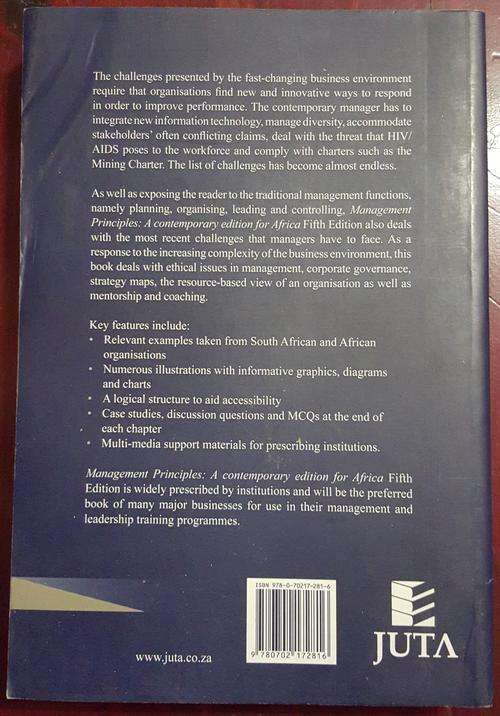 The challenges presented by the fast-changing business environment
require that organisations find new and innovative ways to respond
in order to improve performance. The contemporary manager has to
integrate new information technology, manage diversity, accommodate
stakeholders' often conflicting claims, deal with the threat that HIV/
AIDS poses to the workforce and comply with charters such as the
Mining Charter. The list of challenges has become almost endless.
As well as exposing the reader to the traditional management functions,
namely planning, organising, leading and controlling, Management
Principles: A contemporary edition for Africa Fifth Edition also deals
with the most recent challenges that managers have to face. As a
response to the increasing complexity of the business environment, this
book deals with ethical issues in management, corporate governance,
strategy maps, the resource-based view of an organisation as well as
mentorship and coaching.
Key features include:
• Relevant examples taken from South African and African
organisations
• Numerous illustrations with informative graphics, diagrams
and charts
• A logical structure to aid accessibility
• Case studies, discussion questions and MCQs at the end of
each chapter
• Multi-media support materials for prescribing institutions.
Management Principles: A contemporary edition for Africa Fifth
Edition is widely prescribed by institutions and will be the preferred
book of many major businesses for use in their management and
leadership training programmes.
ISBN 978-0-70217-281-6
9 780702 172816
JUTA
www.juta.co.za